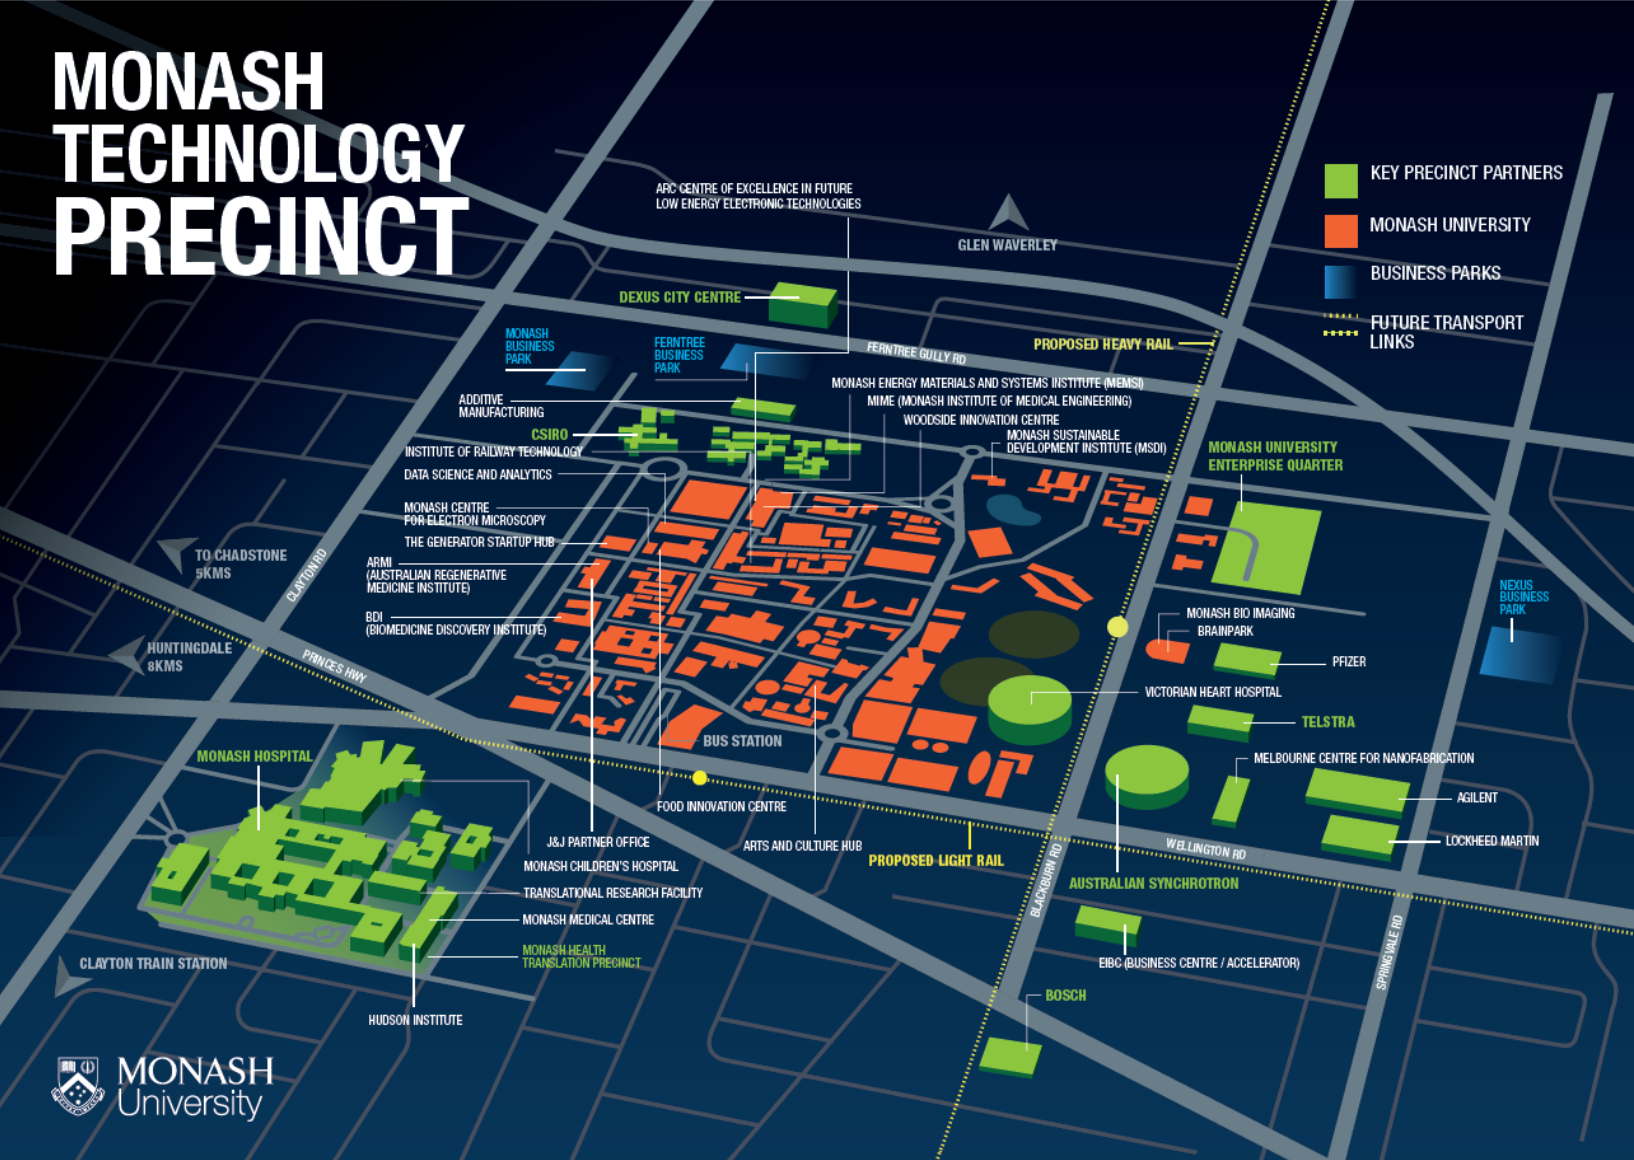 MONASH
TECHNOLOGY
PRECINCT
ARC CENTRE OF EXCELLENCE IN FUTURE
LOW ENERGY ELECTRONIC TECHNOLOGIES
GLEN WAVERLEY
KEY PRECINCT PARTNERS
MONASH UNIVERSITY
BUSINESS PARKS
FUTURE TRANSPORT
LINKS
DEXUS CITY CENTRE
MONASH
BUSINESS
PARK
FERNTREE
BUSINESS
PARK
FERNTREE GULLY RD
PROPOSED HEAVY RAIL
MONASH ENERGY MATERIALS AND SYSTEMS INSTITUTE (MEMSI)
MIME (MONASH INSTITUTE OF MEDICAL ENGINEERING)
WOODSIDE INNOVATION CENTRE
MONASH SUSTAINABLE
DEVELOPMENT INSTITUTE (MSDI)
ADDITIVE
MANUFACTURING
CSIRO
INSTITUTE OF RAILWAY TECHNOLOGY
DATA SCIENCE AND ANALYTICS
MONASH CENTRE
FOR ELECTRON MICROSCOPY
THE GENERATOR STARTUP HUB
ARMI
(AUSTRALIAN REGENERATIVE
MEDICINE INSTITUTE)
BDI
(BIOMEDICINE DISCOVERY INSTITUTE)
MONASH UNIVERSITY
ENTERPRISE QUARTER
TO CHADSTONE
5KMS
CLAYTON RD
HUNTINGDALE
8KMS
PRINCES HWY
NEXUS
BUSINESS
PARK
MONASH BIO IMAGING
BRAINPARK
PFIZER
VICTORIAN HEART HOSPITAL
TELSTRA
MELBOURNE CENTRE FOR NANOFABRICATION
AGILENT
LOCKHEED MARTIN
MONASH HOSPITAL
BUS STATION
FOOD INNOVATION CENTRE
J&J PARTNER OFFICE
ARTS AND CULTURE HUB
PROPOSED LIGHT RAIL
WELLINGTON RD
BLACKBURN RD
AUSTRALIAN SYNCHROTRON
MONASH CHILDREN'S HOSPITAL
TRANSLATIONAL RESEARCH FACILITY
MONASH MEDICAL CENTRE
MONASH HEALTH
TRANSLATION PRECINCT
EIBC (BUSINESS CENTRE / ACCELERATOR)
SPRINGVALE RD
CLAYTON TRAIN STATION
BOSCH
HUDSON INSTITUTE
MONASH
University